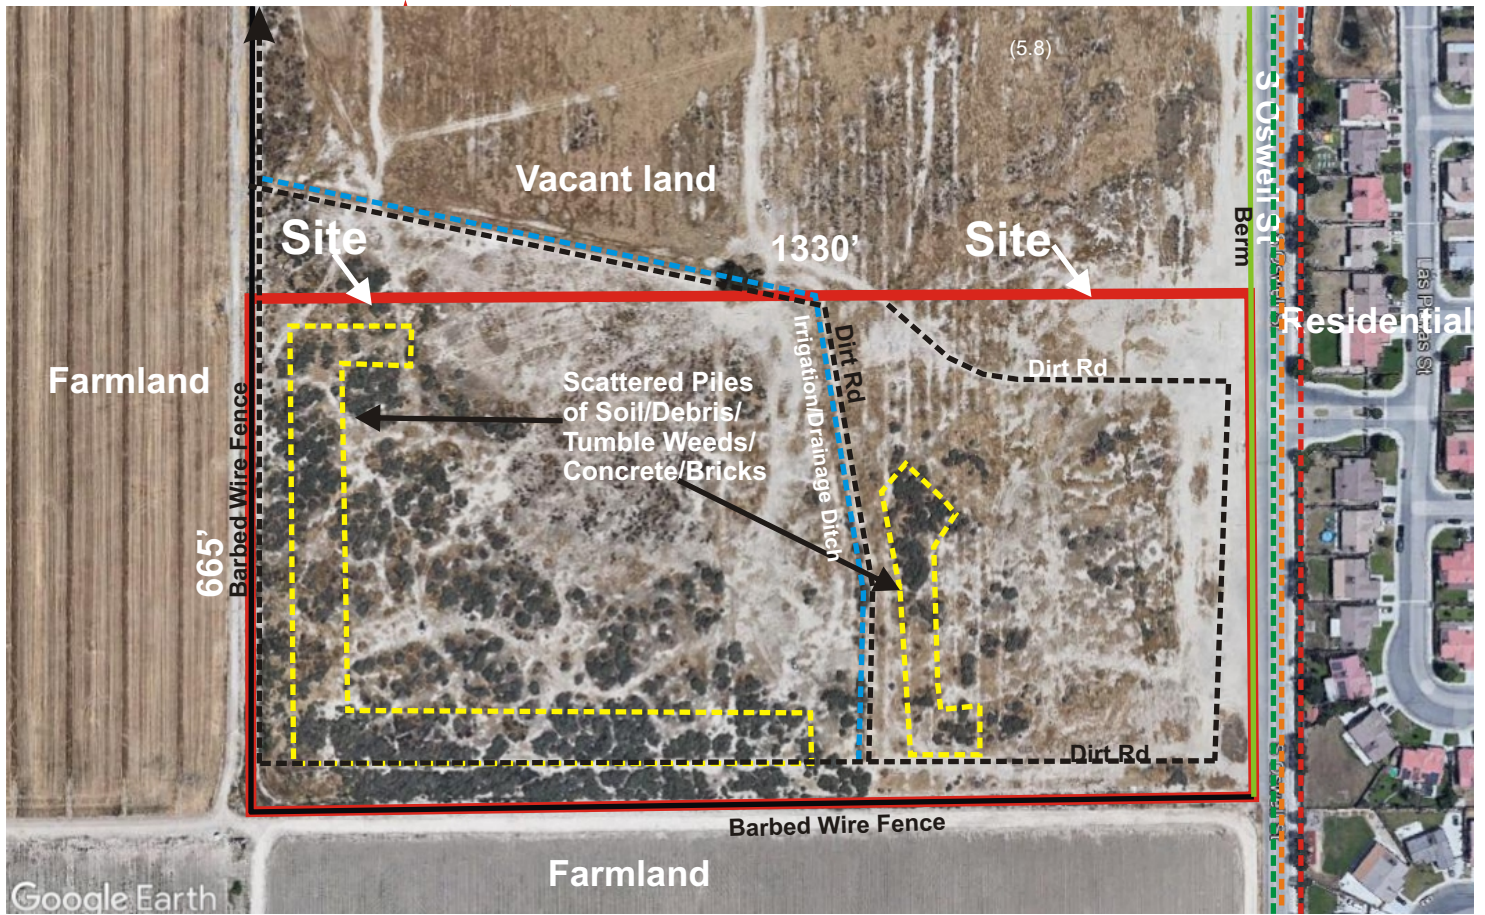 (5.8)
S Oswell St
Vacant land
Berm
Site
1330’
Site
Las Palmas St
Residential
Irrigation/Drainage Ditch
Dirt Rd
Dirt Rd
Farmland
Scattered Piles
of Soil/Debris/
Tumble Weeds/
Concrete/Bricks
Barbed Wire Fence
665’
Dirt Rd
Barbed Wire Fence
Farmland
Google Earth